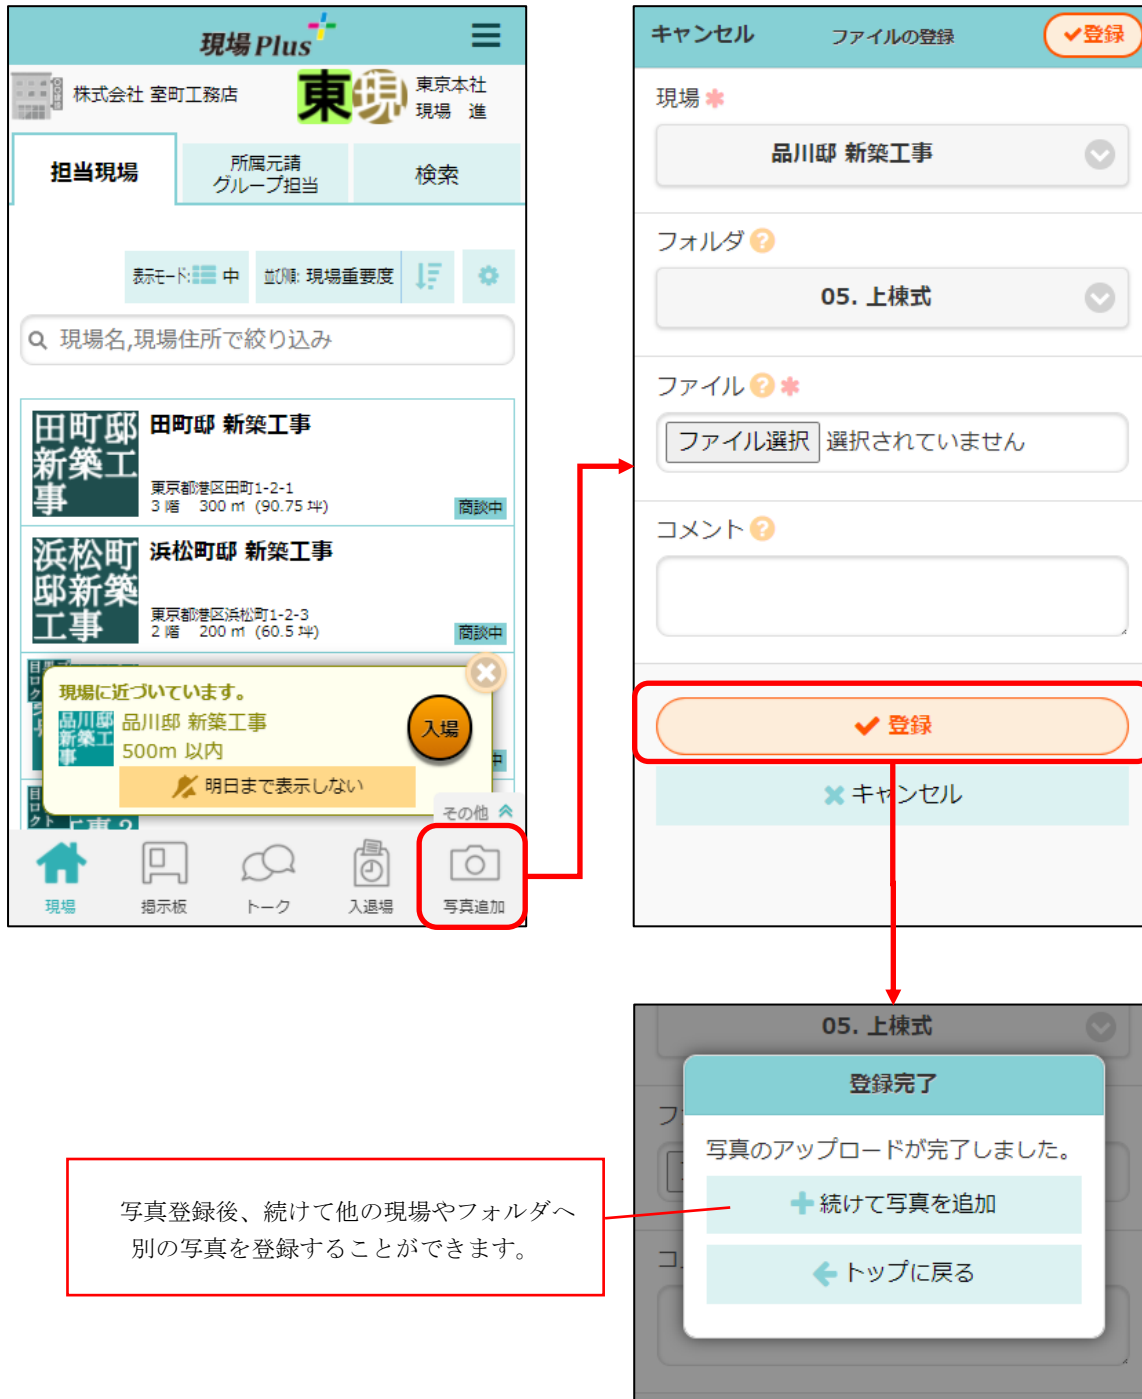 現場Plus
株式会社 室町工務店
東
現
東京本社
現場 進
担当現場
所属元請
グループ担当
検索
表示モード: 中
並び順: 現場重要度
現場名,現場住所で絞り込み
田町邸
新築工
事
田町邸 新築工事
東京都港区田町1-2-1
3 階 300 ㎡ (90.75 坪)
商談中
浜松町
邸新築
工事
浜松町邸 新築工事
東京都港区浜松町1-2-3
2 階 200 ㎡ (60.5 坪)
商談中
現場に近づいています。
品川邸
新築工
事
品川邸 新築工事
500m 以内
入場
明日まで表示しない
中
その他
現場
掲示板
トーク
入退場
写真追加
キャンセル
ファイルの登録
登録
現場
品川邸 新築工事
フォルダ
05. 上棟式
ファイル
ファイル選択 選択されていません
コメント
登録
キャンセル
05. 上棟式
登録完了
フ
写真のアップロードが完了しました。
続けて写真を追加
コ
トップに戻る
写真登録後、続けて他の現場やフォルダへ
別の写真を登録することができます。